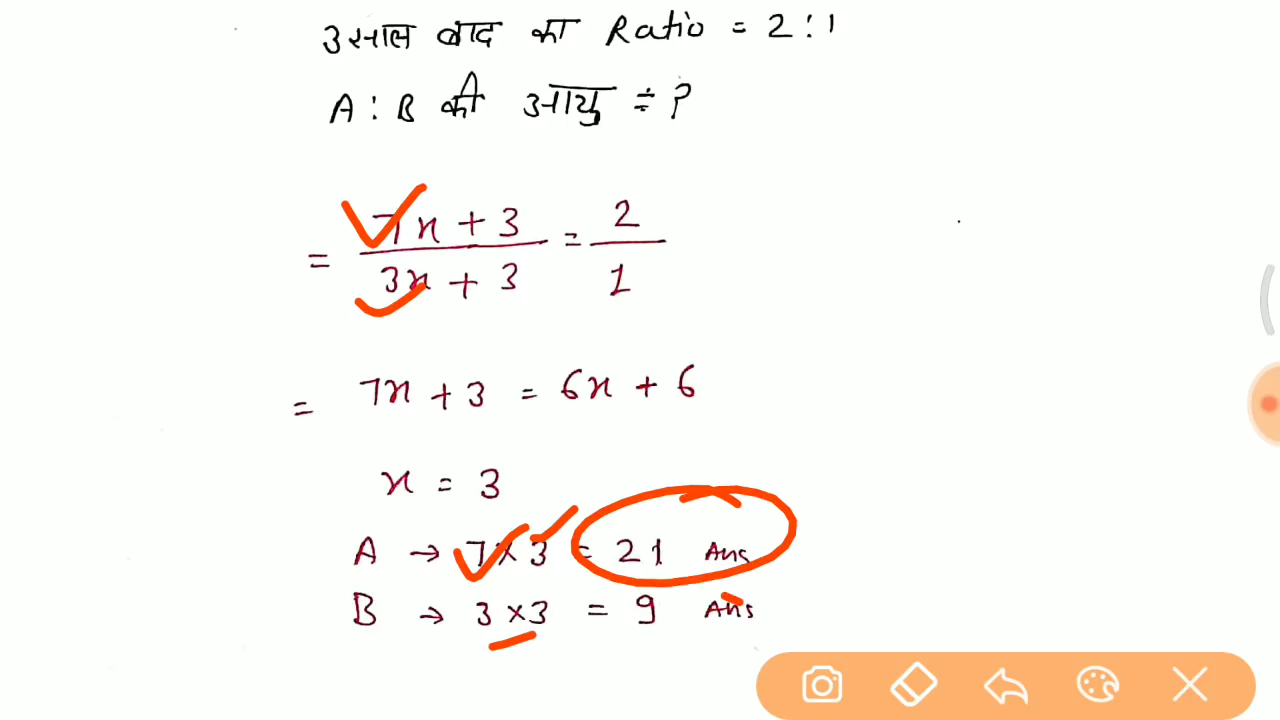 3 साल बाद का Ratio = 2 : 1
A : B की आयु = ?
= 7x + 3 / 3x + 3 = 2 / 1
= 7x + 3 = 6x + 6
x = 3
A → 7 × 3 = 21 Ans
B → 3 × 3 = 9 Ans